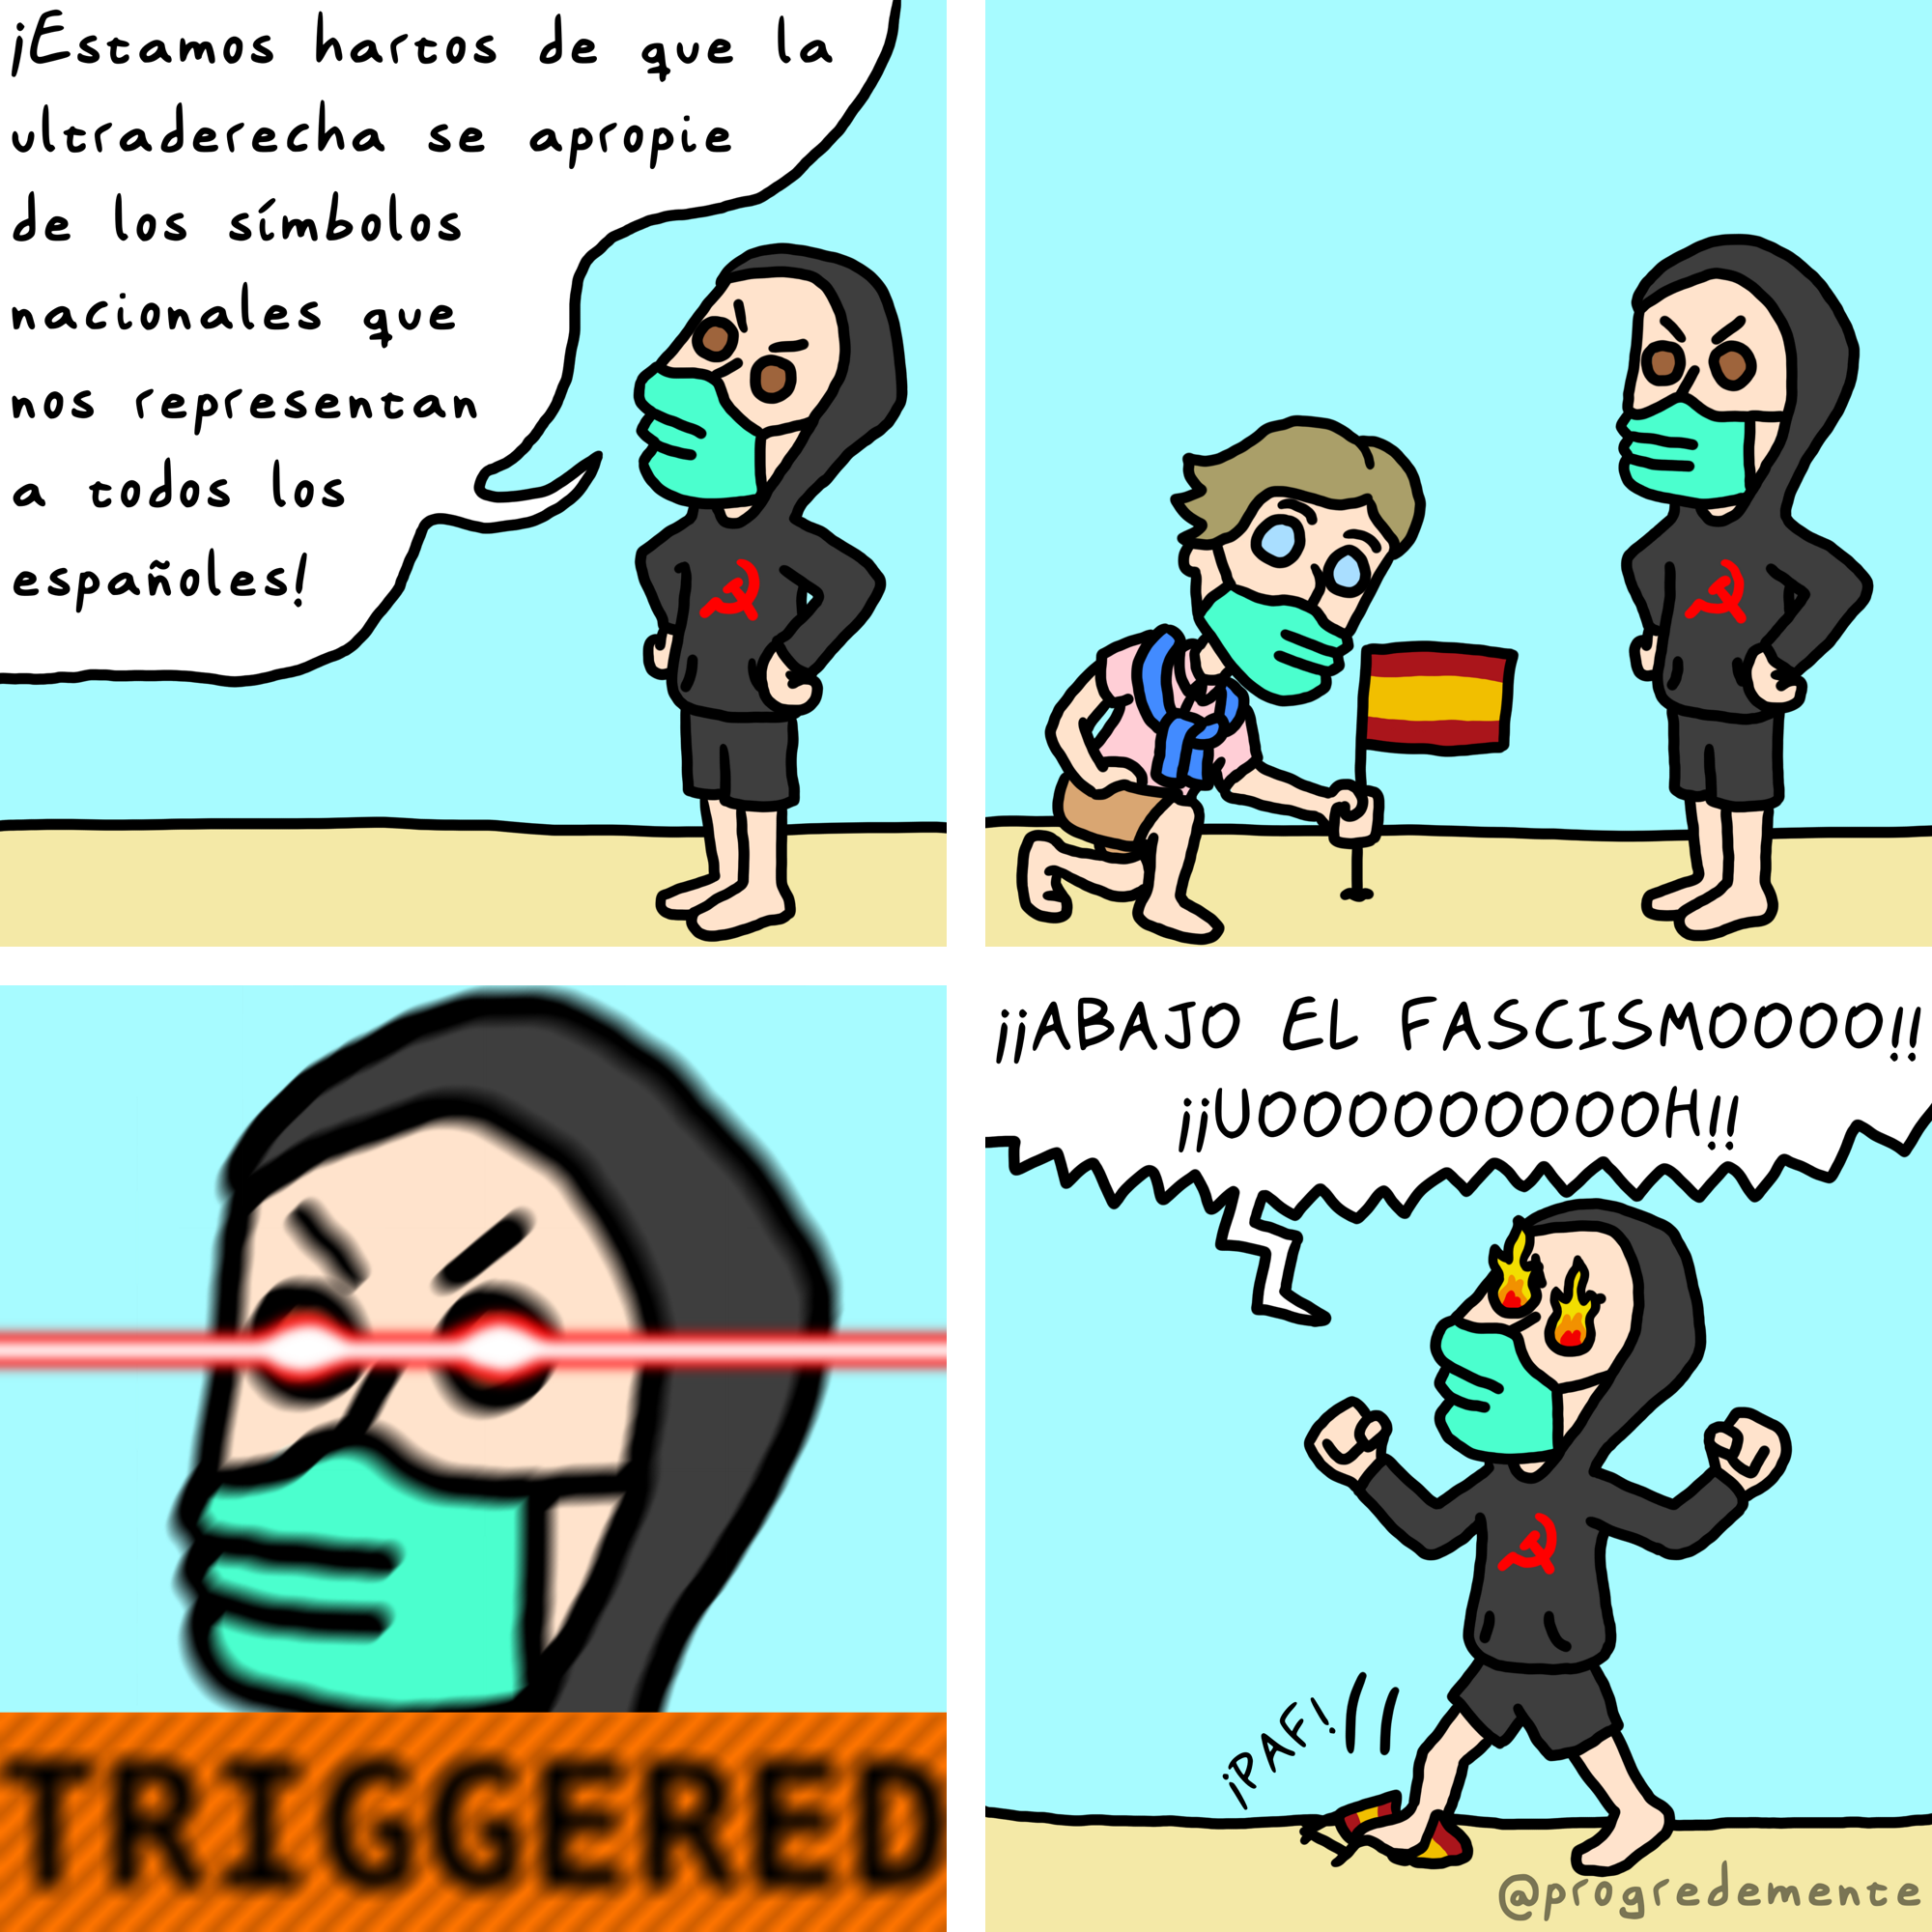 ¡Estamos hartos de que la
ultraderecha se apropie
de los símbolos
nacionales que
nos representan
a todos los
españoles!
TRIGGERED
¡¡ABAJO EL FASCISMOOOO!!
¡¡UOOOOOOOOOOH!!
¡PAF!
@progredemente